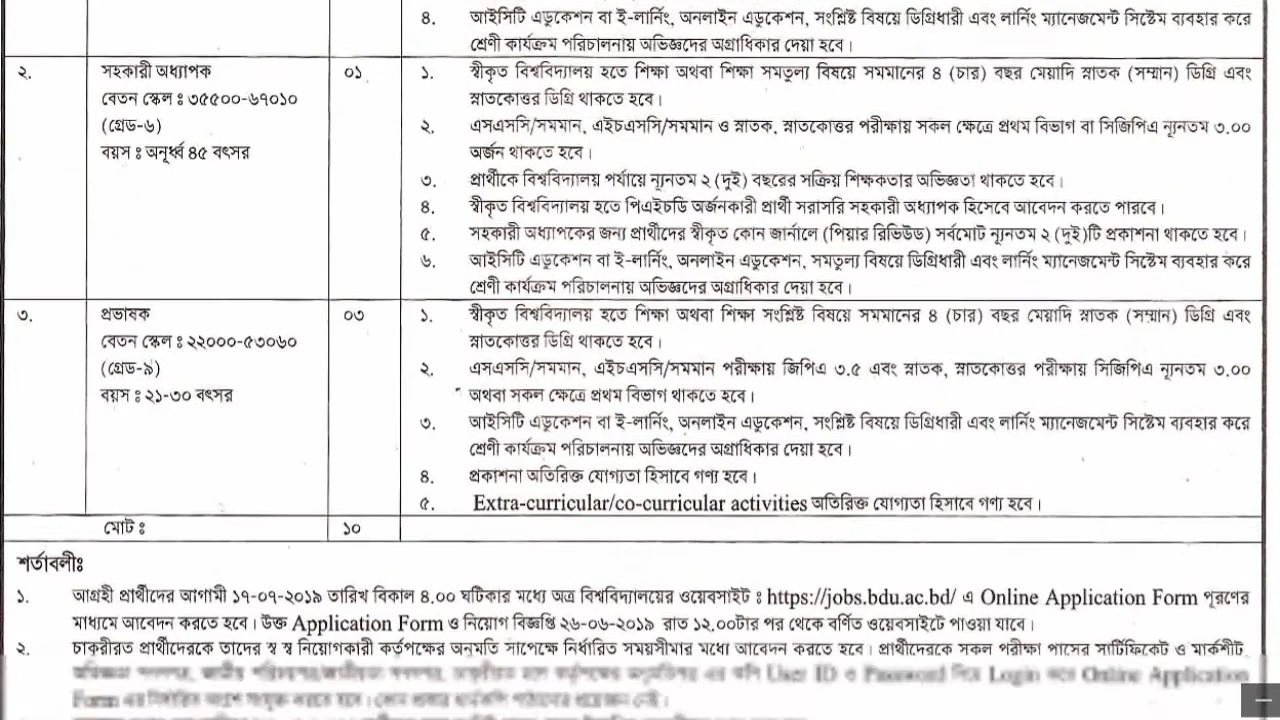 ৪. আইসিটি এডুকেশন বা ই-লার্নিং, অনলাইন এডুকেশন, সংশ্লিষ্ট বিষয়ে ডিগ্রিধারী এবং লার্নিং ম্যানেজমেন্ট সিস্টেম ব্যবহার করে
শ্রেণী কার্যক্রম পরিচালনায় অভিজ্ঞদের অগ্রাধিকার দেয়া হবে।
২. সহকারী অধ্যাপক ০১ ১. স্বীকৃত বিশ্ববিদ্যালয় হতে শিক্ষা অথবা শিক্ষা সমতুল্য বিষয়ে সমমানের ৪ (চার) বছর মেয়াদি স্নাতক (সম্মান) ডিগ্রি এবং
বেতন স্কেল ঃ ৩৫৫০০-৬৭০১০ স্নাতকোত্তর ডিগ্রি থাকতে হবে।
(গ্রেড-৬) ২. এসএসসি/সমমান, এইচএসসি/সমমান ও স্নাতক, স্নাতকোত্তর পরীক্ষায় সকল ক্ষেত্রে প্রথম বিভাগ বা সিজিপিএ ন্যূনতম ৩.০০
বয়স ঃ অনূর্ধ্ব ৪৫ বৎসর অর্জন থাকতে হবে।
৩. প্রার্থীকে বিশ্ববিদ্যালয় পর্যায়ে ন্যূনতম ২ (দুই) বছরের সক্রিয় শিক্ষকতার অভিজ্ঞতা থাকতে হবে।
৪. স্বীকৃত বিশ্ববিদ্যালয় হতে পিএইচডি অর্জনকারী প্রার্থী সরাসরি সহকারী অধ্যাপক হিসেবে আবেদন করতে পারবে।
৫. সহকারী অধ্যাপকের জন্য প্রার্থীদের স্বীকৃত কোন জার্নালে (পিয়ার রিভিউড) সর্বমোট ন্যূনতম ২ (দুই)টি প্রকাশনা থাকতে হবে।
৬. আইসিটি এডুকেশন বা ই-লার্নিং, অনলাইন এডুকেশন, সমতুল্য বিষয়ে ডিগ্রিধারী এবং লার্নিং ম্যানেজমেন্ট সিস্টেম ব্যবহার করে
শ্রেণী কার্যক্রম পরিচালনায় অভিজ্ঞদের অগ্রাধিকার দেয়া হবে।
৩. প্রভাষক ০৩ ১. স্বীকৃত বিশ্ববিদ্যালয় হতে শিক্ষা অথবা শিক্ষা সংশ্লিষ্ট বিষয়ে সমমানের ৪ (চার) বছর মেয়াদি স্নাতক (সম্মান) ডিগ্রি এবং
বেতন স্কেল ঃ ২২০০০-৫৩০৬০ স্নাতকোত্তর ডিগ্রি থাকতে হবে।
(গ্রেড-৯) ২. এসএসসি/সমমান, এইচএসসি/সমমান পরীক্ষায় জিপিএ ৩.৫ এবং স্নাতক, স্নাতকোত্তর পরীক্ষায় সিজিপিএ ন্যূনতম ৩.০০
বয়স ঃ ২১-৩০ বৎসর অথবা সকল ক্ষেত্রে প্রথম বিভাগ থাকতে হবে।
৩. আইসিটি এডুকেশন বা ই-লার্নিং, অনলাইন এডুকেশন, সংশ্লিষ্ট বিষয়ে ডিগ্রিধারী এবং লার্নিং ম্যানেজমেন্ট সিস্টেম ব্যবহার করে
শ্রেণী কার্যক্রম পরিচালনায় অভিজ্ঞদের অগ্রাধিকার দেয়া হবে।
৪. প্রকাশনা অতিরিক্ত যোগ্যতা হিসাবে গণ্য হবে।
৫. Extra-curricular/co-curricular activities অতিরিক্ত যোগ্যতা হিসাবে গণ্য হবে।
মোট ঃ ১০
শর্তাবলীঃ
১. আগ্রহী প্রার্থীদের আগামী ১৭-০৭-২০১৯ তারিখ বিকাল ৪.০০ ঘটিকার মধ্যে অত্র বিশ্ববিদ্যালয়ের ওয়েবসাইট ঃ https://jobs.bdu.ac.bd/ এ Online Application Form পূরণের
মাধ্যমে আবেদন করতে হবে। উক্ত Application Form ও নিয়োগ বিজ্ঞপ্তি ২৬-০৬-২০১৯ রাত ১২.০০টার পর থেকে বর্ণিত ওয়েবসাইটে পাওয়া যাবে।
২. চাকুরীরত প্রার্থীদেরকে তাদের স্ব স্ব নিয়োগকারী কর্তৃপক্ষের অনুমতি সাপেক্ষে নির্ধারিত সময়সীমার মধ্যে আবেদন করতে হবে। প্রার্থীদেরকে সকল পরীক্ষা পাসের সার্টিফিকেট ও মার্কশীট,
User ID ও Password দিয়ে Login করে Online Application
Form